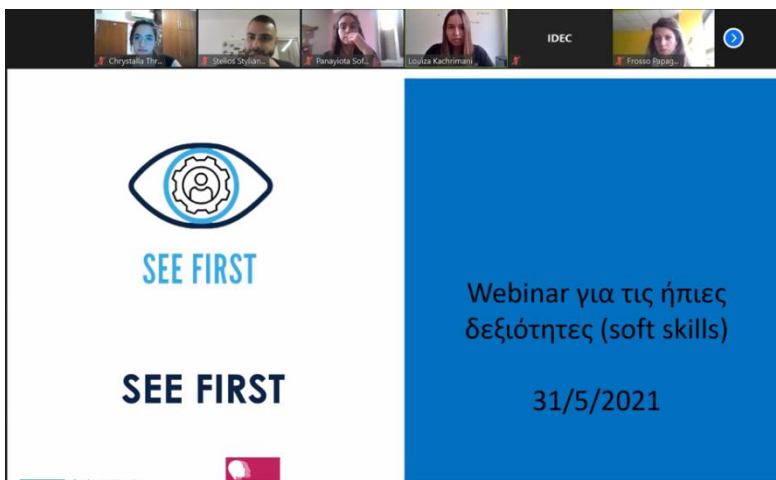 Chrystalla Thr...
Stelios Stylian...
Panayiota Sof...
Louiza Kachrimani
IDEC
Frosso Papag...
SEE FIRST
SEE FIRST
Webinar για τις ήπιες
δεξιότητες (soft skills)
31/5/2021